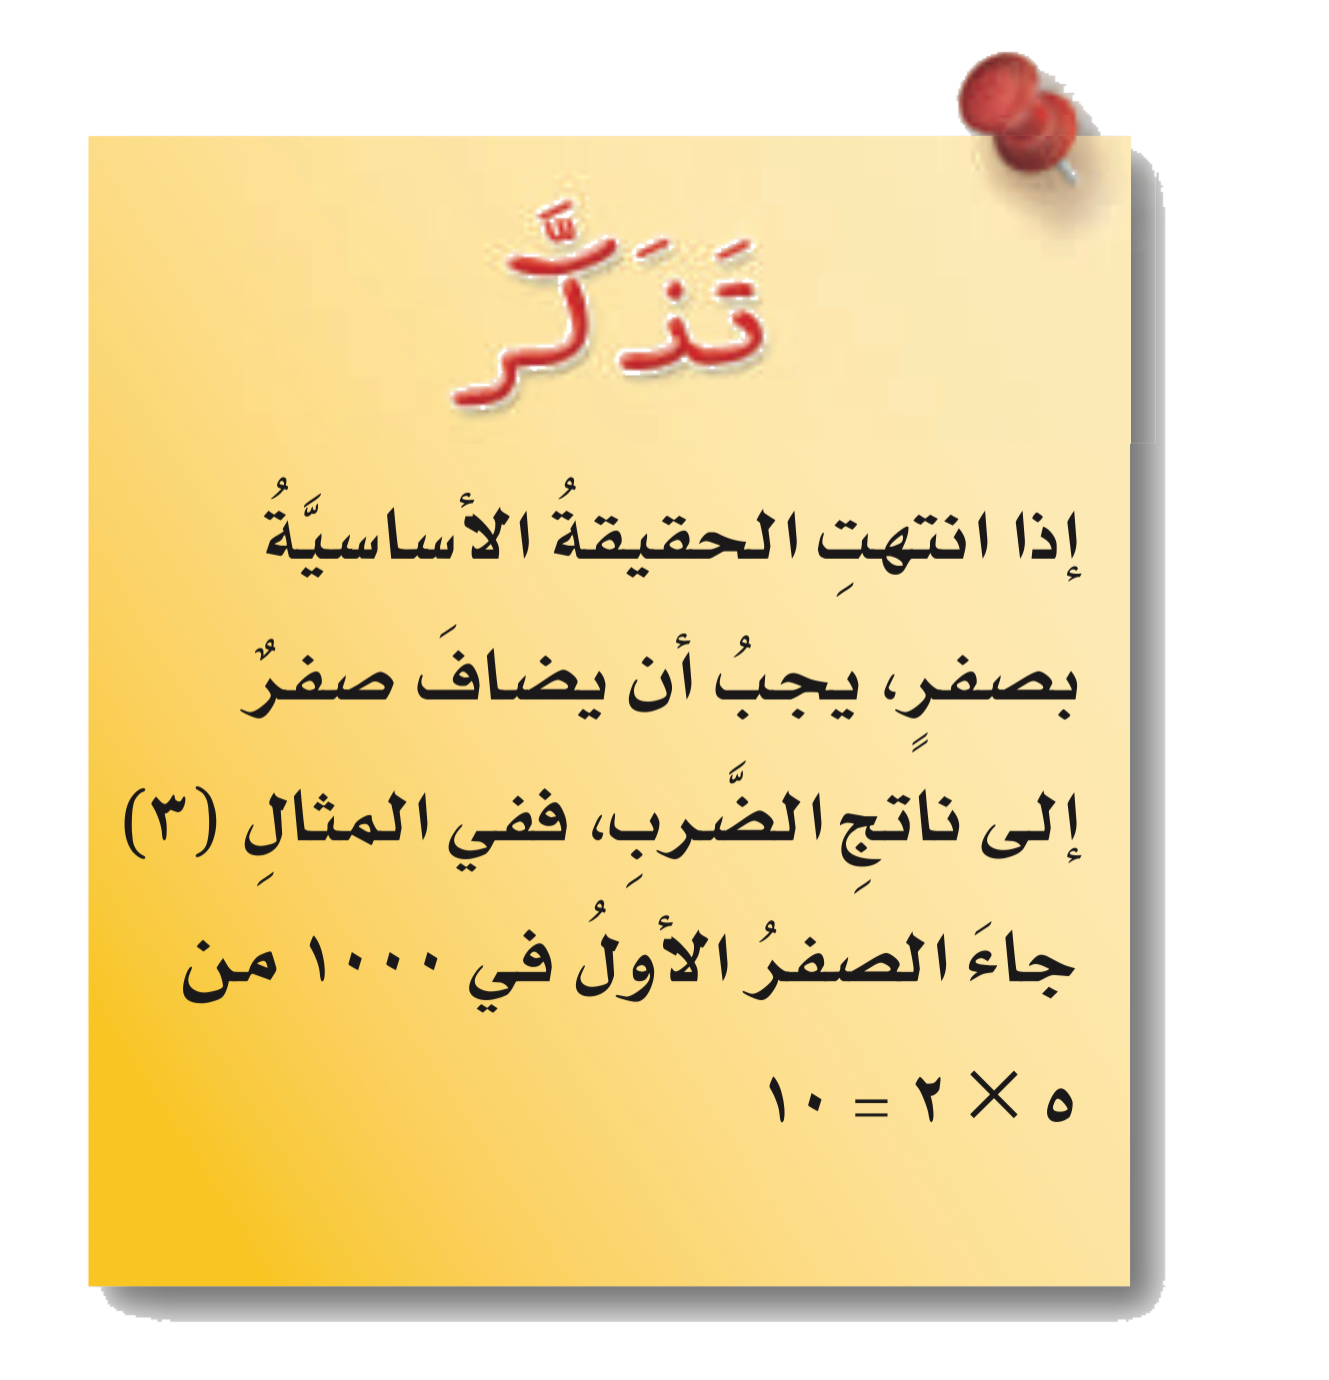 تَذَكَّر
إذا انتهتِ الحقيقةُ الأساسيَّةُ
بصفرٍ، يجبُ أن يضافَ صفرٌ
إلى ناتجِ الضَّربِ، ففي المثالِ (٣)
جاءَ الصفرُ الأولُ في ١٠٠٠ من
٥ × ٢ = ١٠